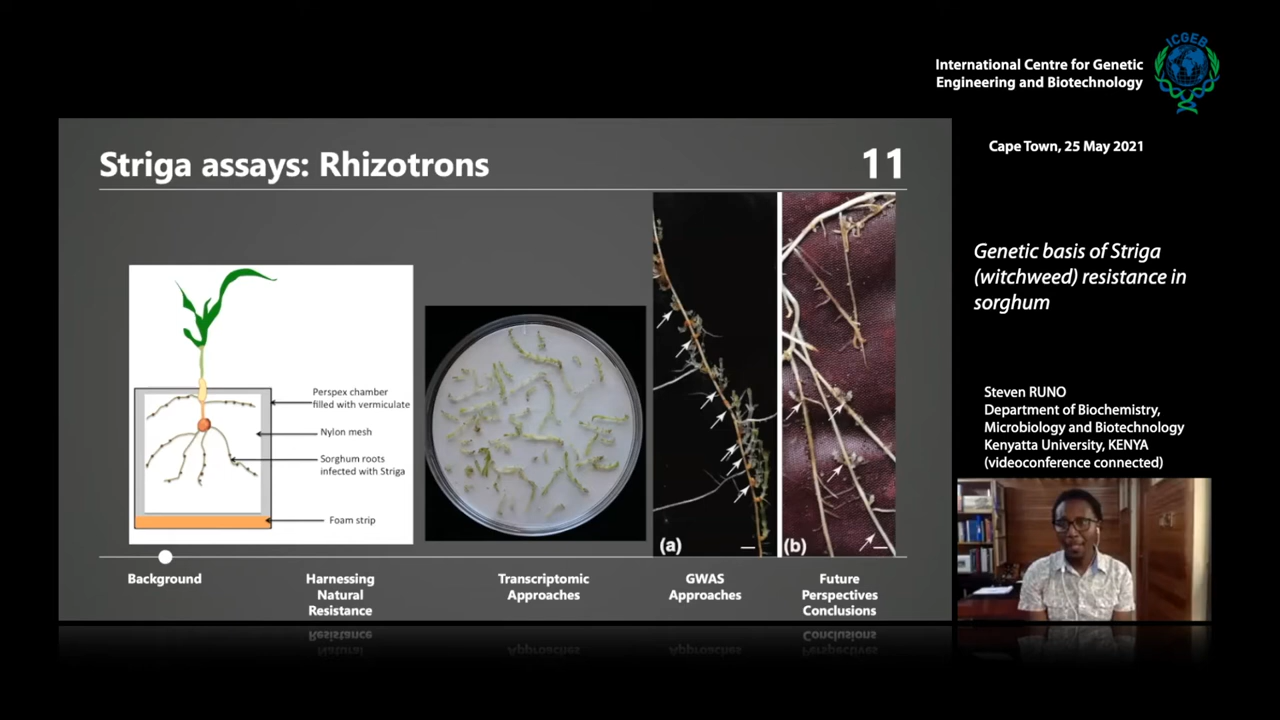 ICGEB
International Centre for Genetic
Engineering and Biotechnology
Cape Town, 25 May 2021
Striga assays: Rhizotrons
11
Perspex chamber
filled with vermiculate
Nylon mesh
Sorghum roots
infected with Striga
Foam strip
(a)
(b)
Background
Harnessing
Natural
Resistance
Transcriptomic
Approaches
GWAS
Approaches
Future
Perspectives
Conclusions
Genetic basis of Striga
(witchweed) resistance in
sorghum
Steven RUNO
Department of Biochemistry,
Microbiology and Biotechnology
Kenyatta University, KENYA
(videoconference connected)